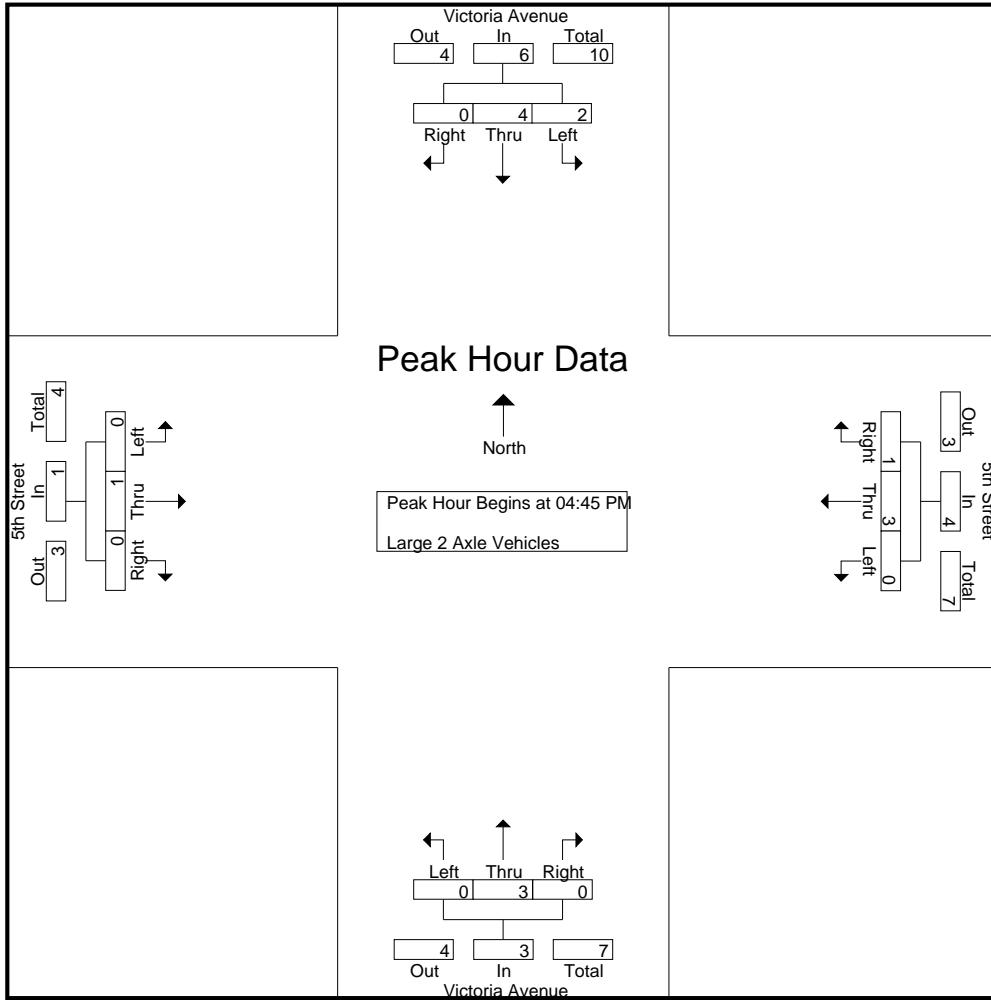 Victoria Avenue
Out In Total
4 6 10
0 4 2
Right Thru Left
Peak Hour Data
North
Peak Hour Begins at 04:45 PM
Large 2 Axle Vehicles
5th Street
Total In Out
4 1 3
0 1 0
Left Thru Right
5th Street
Out In Total
3 4 7
1 3 0
Right Thru Left
Left Thru Right
0 3 0
4 3 7
Out In Total
Victoria Avenue